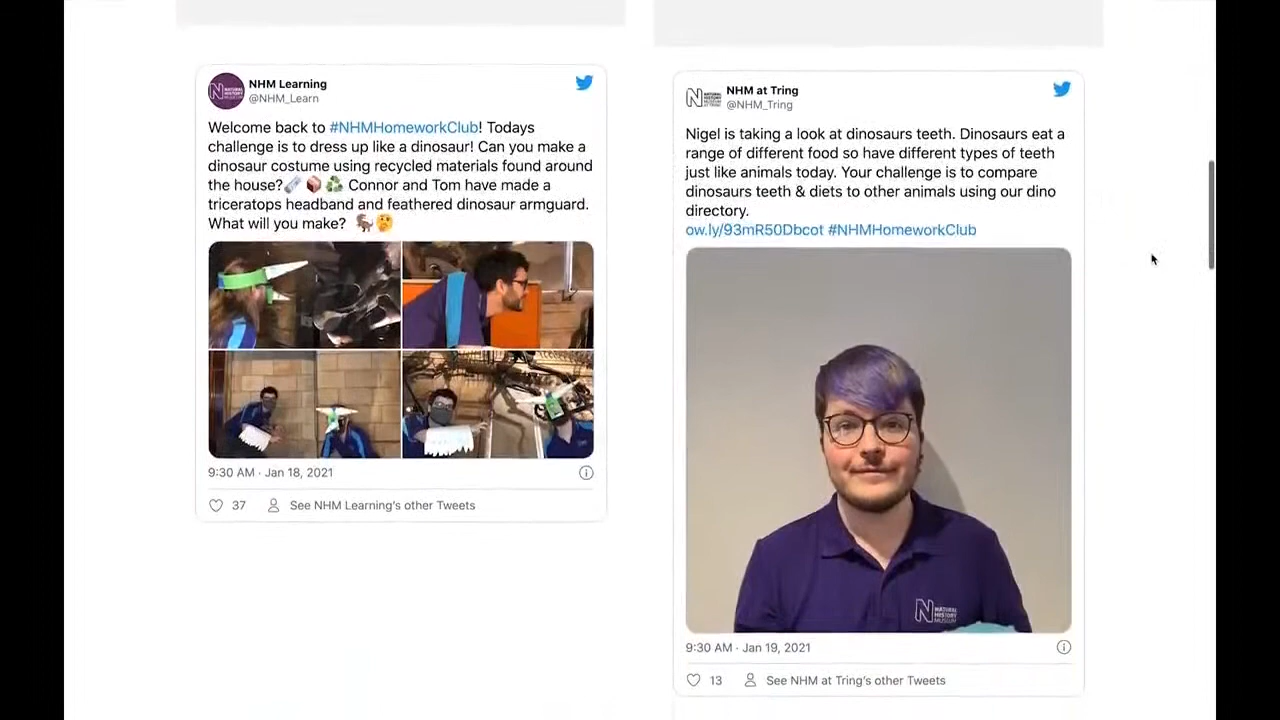 NHM Learning
@NHM_Learn
Welcome back to #NHMHomeworkClub! Todays
challenge is to dress up like a dinosaur! Can you make a
dinosaur costume using recycled materials found around
the house? Connor and Tom have made a
triceratops headband and feathered dinosaur armguard.
What will you make?
9:30 AM · Jan 18, 2021
37 See NHM Learning's other Tweets
NHM at Tring
@NHM_Tring
Nigel is taking a look at dinosaurs teeth. Dinosaurs eat a
range of different food so have different types of teeth
just like animals today. Your challenge is to compare
dinosaurs teeth & diets to other animals using our dino
directory.
ow.ly/93mR50Dbcot #NHMHomeworkClub
NATURAL
HISTORY
MUSEUM
9:30 AM · Jan 19, 2021
13 See NHM at Tring's other Tweets